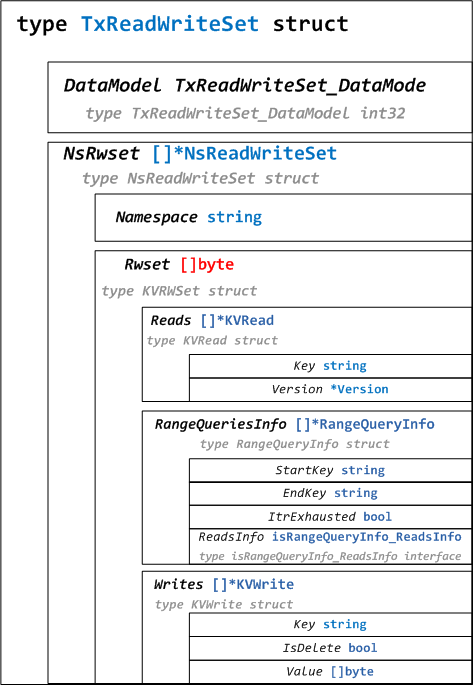 type TxReadWriteSet struct
DataModel TxReadWriteSet_DataMode
type TxReadWriteSet_DataModel int32
NsRwset []*NsReadWriteSet
type NsReadWriteSet struct
Namespace string
Rwset []byte
type KVRWSet struct
Reads []*KVRead
type KVRead struct
Key string
Version *Version
RangeQueriesInfo []*RangeQueryInfo
type RangeQueryInfo struct
StartKey string
EndKey string
ItrExhausted bool
ReadsInfo isRangeQueryInfo_ReadsInfo
type isRangeQueryInfo_ReadsInfo interface
Writes []*KVWrite
type KVWrite struct
Key string
IsDelete bool
Value []byte